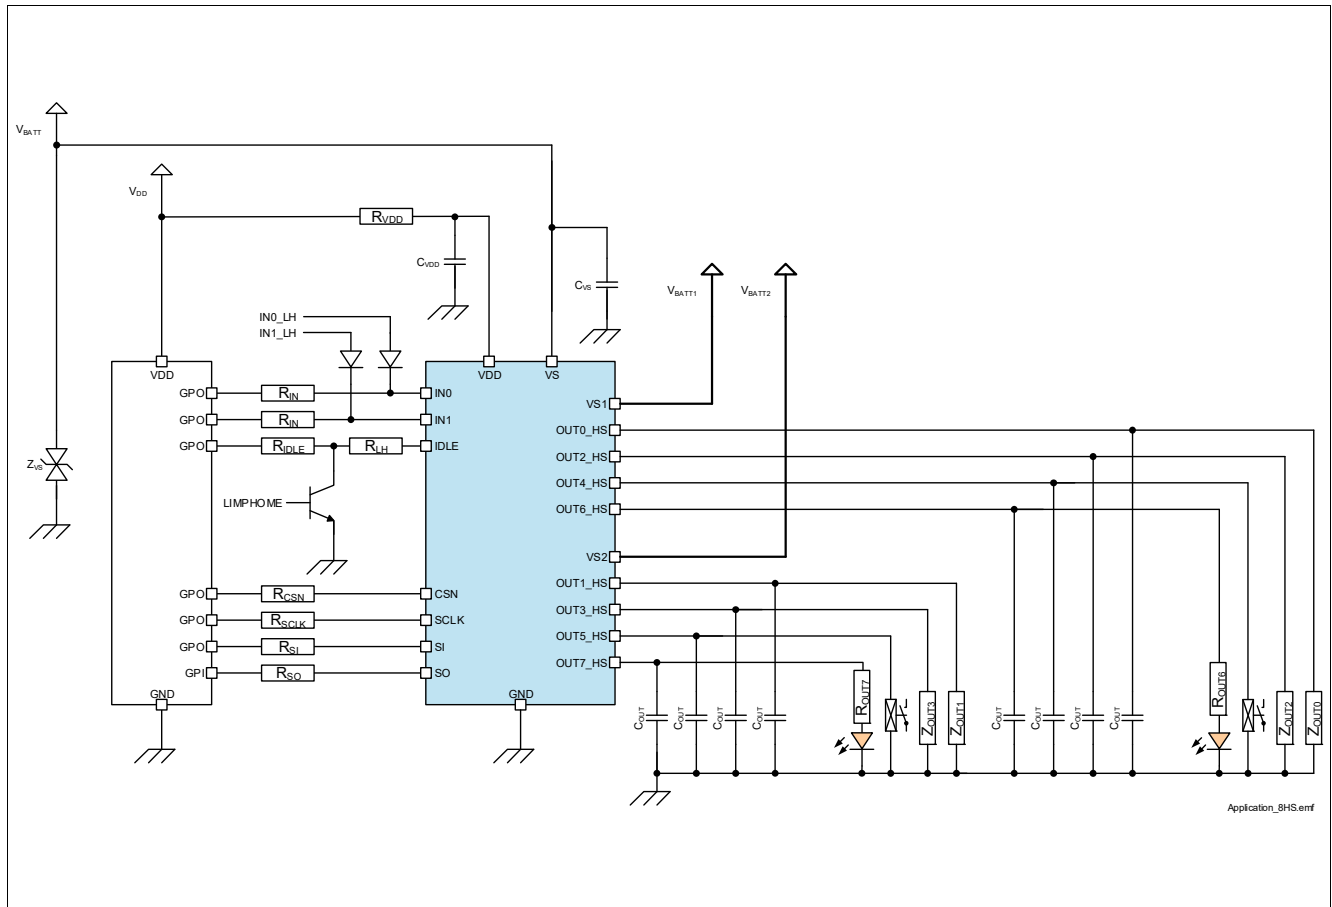 VBATT
VDD
RVDD
CVDD
CVS
VBATT1
VBATT2
IN0_LH
IN1_LH
VDD
VDD
VS
GPO
RIN
IN0
VS1
GPO
RIN
IN1
OUT0_HS
GPO
RIDLE
RLH
IDLE
OUT2_HS
ZVS
OUT4_HS
LIMPHOME
OUT6_HS
VS2
OUT1_HS
GPO
RCSN
CSN
OUT3_HS
GPO
RSCLK
SCLK
OUT5_HS
GPO
RSI
SI
OUT7_HS
GPI
RSO
SO
GND
GND
COUT
COUT
COUT
COUT
ROUT7
ZOUT3
ZOUT1
COUT
COUT
COUT
COUT
ROUT6
ZOUT2
ZOUT0
Application_8HS.emf